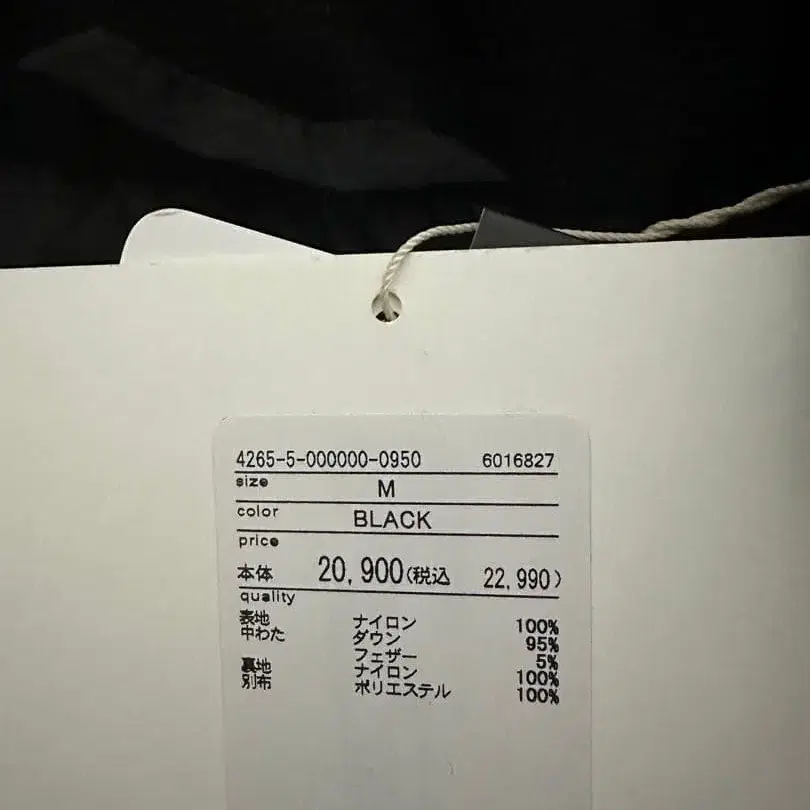 4265-5-000000-0950 6016827
size M
color BLACK
price
本体 20,900(税込 22,990)
quality
表地 ナイロン 100%
中わた ダウン 95%
フェザー 5%
裏地 ナイロン 100%
別布 ポリエステル 100%